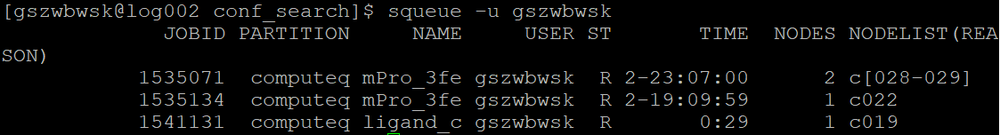 [gszwbwsk@log002 conf_search]$ squeue -u gszwbwsk
JOBID PARTITION NAME USER ST TIME NODES NODELIST(REA
SON)
1535071 computeq mPro_3fe gszwbwsk R 2-23:07:00 2 c[028-029]
1535134 computeq mPro_3fe gszwbwsk R 2-19:09:59 1 c022
1541131 computeq ligand_c gszwbwsk R 0:29 1 c019